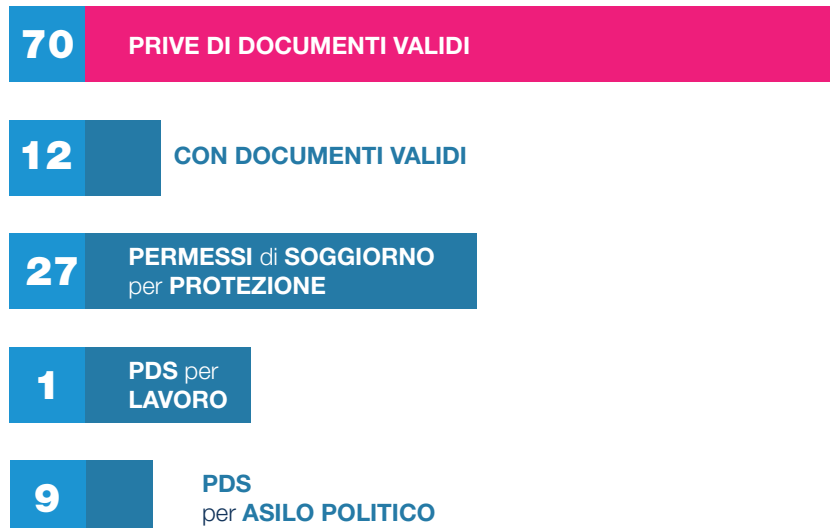 70 PRIVE DI DOCUMENTI VALIDI
12 CON DOCUMENTI VALIDI
27 PERMESSI di SOGGIORNO
per PROTEZIONE
1 PDS per
LAVORO
9 PDS
per ASILO POLITICO